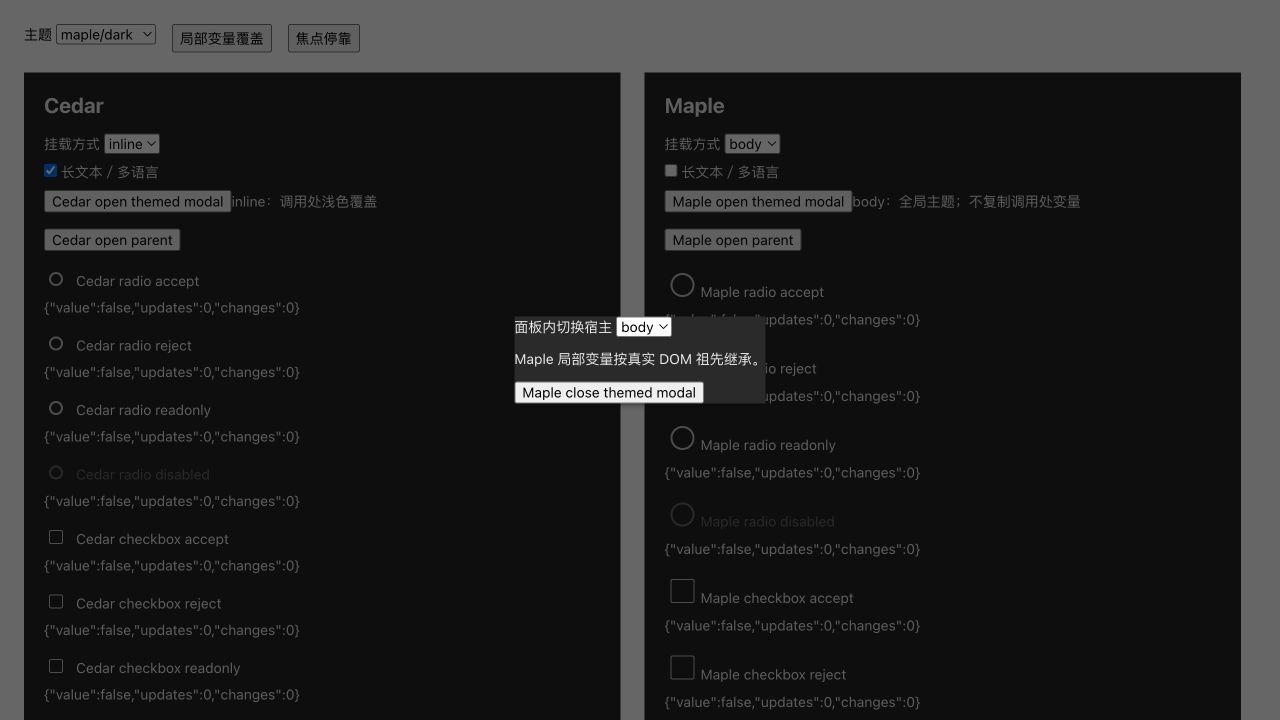 主题 maple/dark 局部变量覆盖 焦点停靠
Cedar
挂载方式 inline
长文本 / 多语言
Cedar open themed modal inline：调用处浅色覆盖
Cedar open parent
Cedar radio accept
{"value":false,"updates":0,"changes":0}
Cedar radio reject
{"value":false,"updates":0,"changes":0}
Cedar radio readonly
{"value":false,"updates":0,"changes":0}
Cedar radio disabled
{"value":false,"updates":0,"changes":0}
Cedar checkbox accept
{"value":false,"updates":0,"changes":0}
Cedar checkbox reject
{"value":false,"updates":0,"changes":0}
Cedar checkbox readonly
{"value":false,"updates":0,"changes":0}
Maple
挂载方式 body
长文本 / 多语言
Maple open themed modal body：全局主题；不复制调用处变量
Maple open parent
Maple radio accept
"updates":0,"changes":0}
reject
"updates":0,"changes":0}
Maple radio readonly
{"value":false,"updates":0,"changes":0}
Maple radio disabled
{"value":false,"updates":0,"changes":0}
Maple checkbox accept
{"value":false,"updates":0,"changes":0}
Maple checkbox reject
{"value":false,"updates":0,"changes":0}
面板内切换宿主 body
Maple 局部变量按真实 DOM 祖先继承。
Maple close themed modal